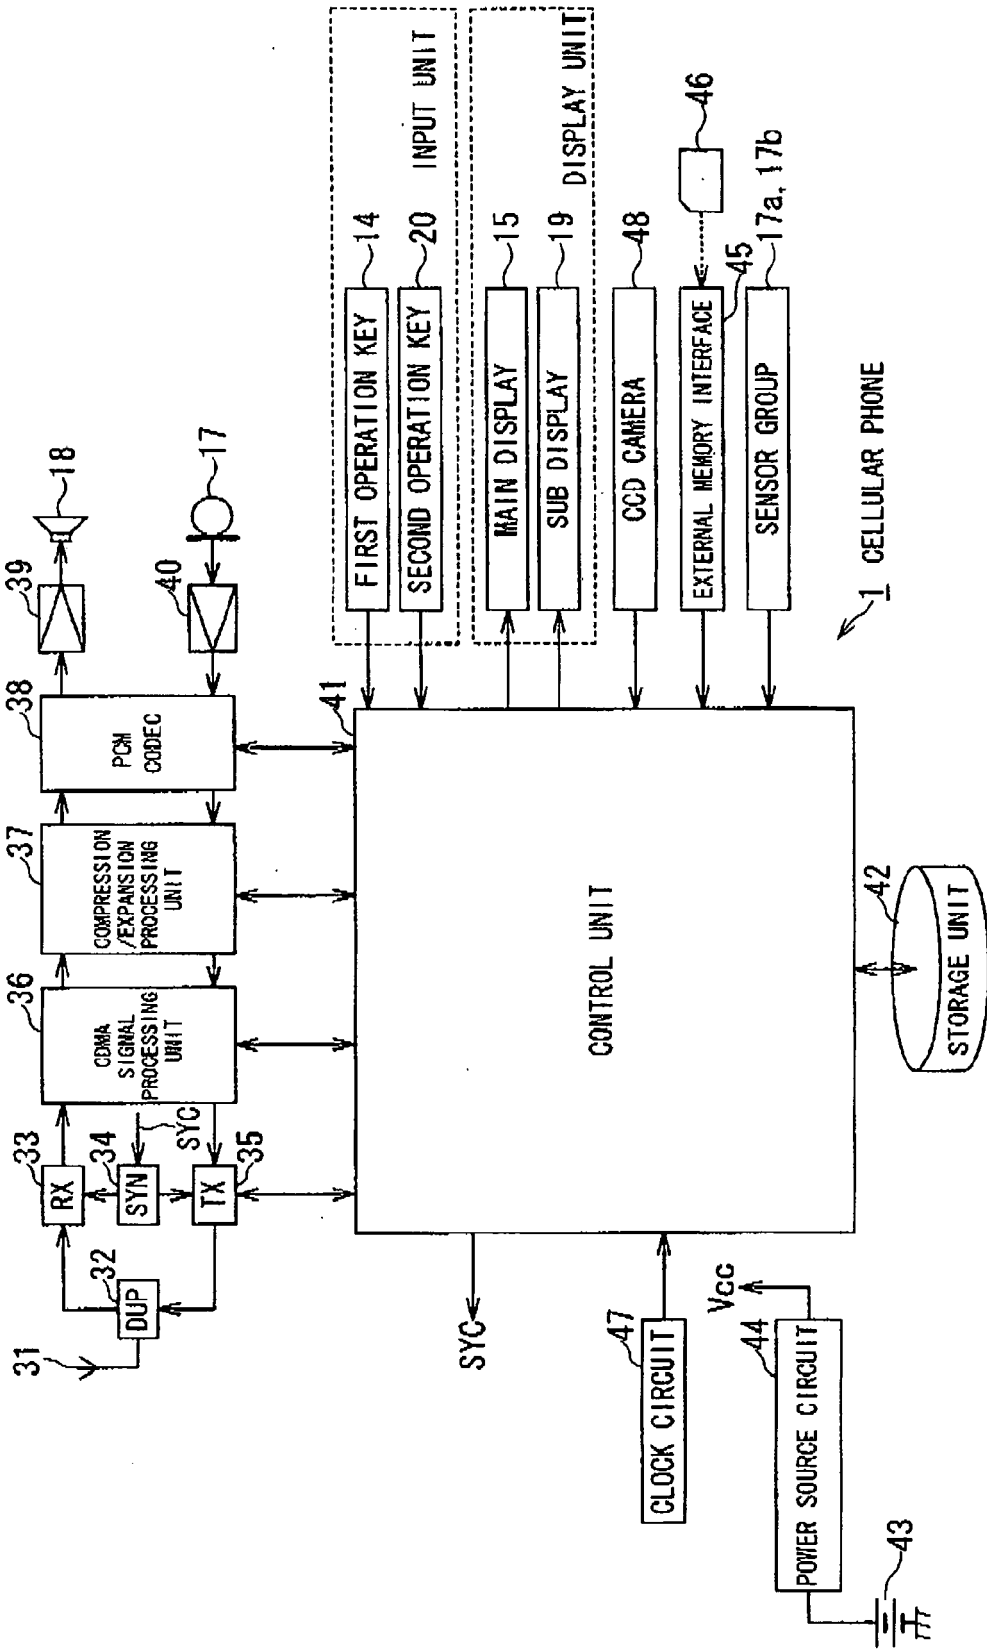 31
DUP
32
RX
33
SYN
34
SYC
TX
35
CDMA
SIGNAL
PROCESSING
UNIT
36
COMPRESSION
/EXPANSION
PROCESSING
UNIT
37
PCM
CODEC
38
39
18
40
17
CONTROL UNIT
41
FIRST OPERATION KEY
14
SECOND OPERATION KEY
20
INPUT UNIT
MAIN DISPLAY
15
SUB DISPLAY
19
DISPLAY UNIT
CCD CAMERA
48
EXTERNAL MEMORY INTERFACE
45
46
SENSOR GROUP
17a, 17b
SYC
CLOCK CIRCUIT
47
Vcc
POWER SOURCE CIRCUIT
44
43
STORAGE UNIT
42
1 CELLULAR PHONE